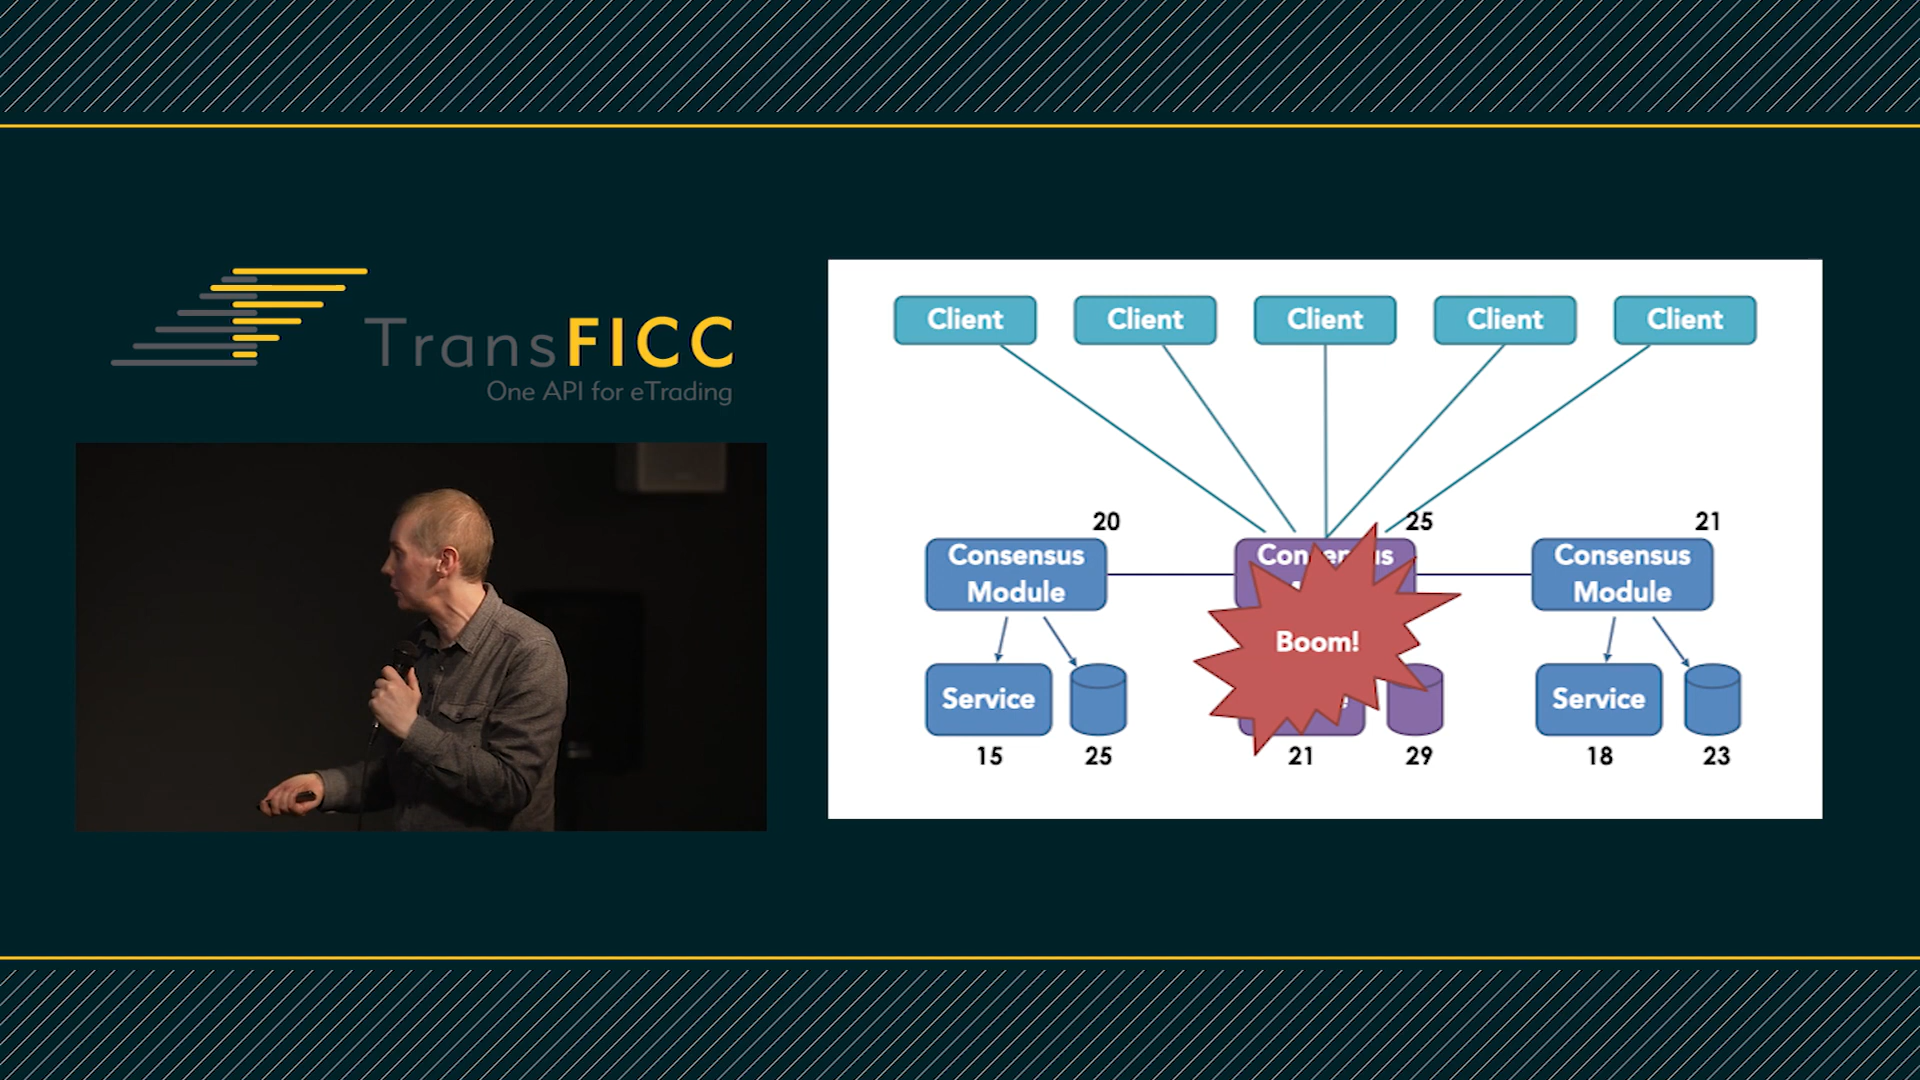 TransFICC
One API for eTrading
Client Client Client Client Client
20 25 21
Consensus
Module
Consensus
Module
Boom!
Service
Service
15 25 21 29 18 23